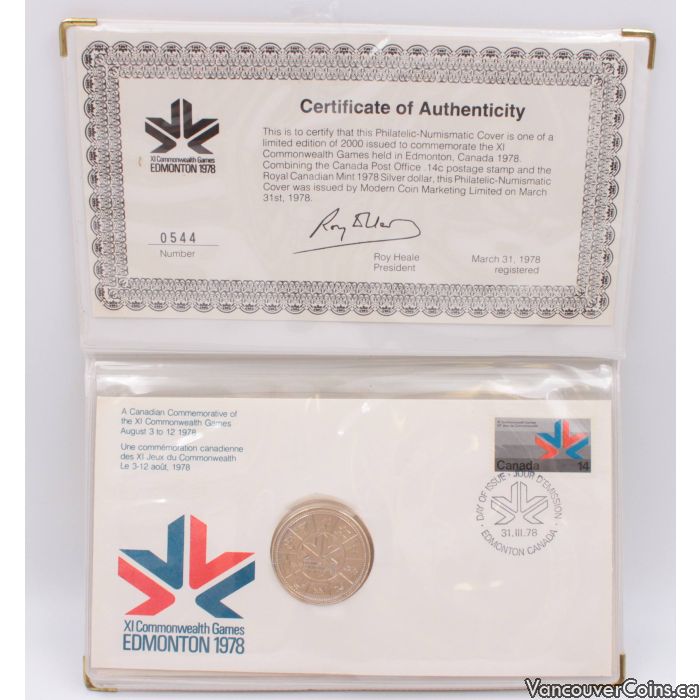 Certificate of Authenticity
This is to certify that this Philatelic-Numismatic Cover is one of a
limited edition of 2000 issued to commemorate the XI
Commonwealth Games held in Edmonton, Canada 1978.
Combining the Canada Post Office .14c postage stamp and the
Royal Canadian Mint 1978 Silver dollar, this Philatelic-Numismatic
Cover was issued by Modern Coin Marketing Limited on March
31st, 1978.
XI Commonwealth Games
EDMONTON 1978
0544
Number
Roy Heale
President
March 31, 1978
registered
A Canadian Commemorative of
the XI Commonwealth Games
August 3 to 12 1978
Une commémoration canadienne
des XI Jeux du Commonwealth
Le 3-12 août, 1978
XI Commonwealth Games
EDMONTON 1978
XI Commonwealth Games
Canada 14
DAY OF ISSUE · JOUR D'EMISSION
31.III.78
EDMONTON CANADA
VancouverCoins.ca